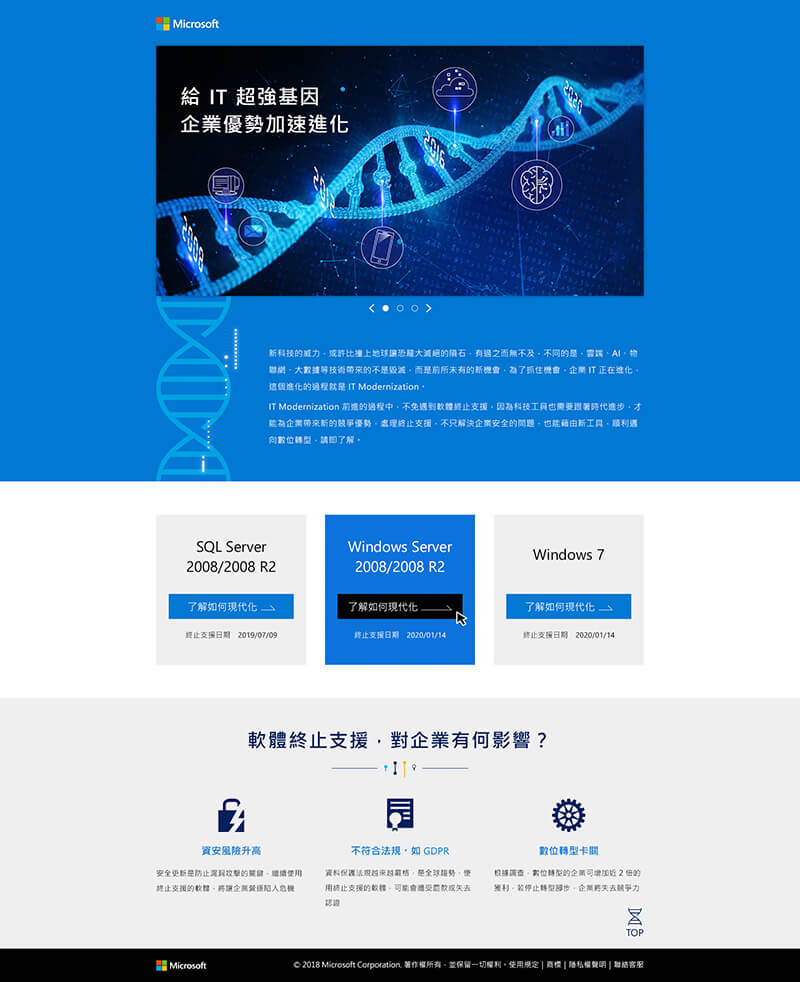 Microsoft
給 IT 超強基因
企業優勢加速進化
2008
2012
2016
2020
新科技的威力，或許比撞上地球讓恐龍大滅絕的隕石，有過之而無不及，不同的是，雲端、AI、物
聯網、大數據等技術帶來的不是毀滅，而是前所未有的新機會，為了抓住機會，企業 IT 正在進化，
這個進化的過程就是 IT Modernization。
IT Modernization 前進的過程中，不免遇到軟體終止支援，因為科技工具也需要跟著時代進步，才
能為企業帶來新的競爭優勢，處理終止支援，不只解決企業安全的問題，也能藉由新工具，順利邁
向數位轉型，請即了解。
SQL Server
2008/2008 R2
了解如何現代化
終止支援日期 2019/07/09
Windows Server
2008/2008 R2
了解如何現代化
終止支援日期 2020/01/14
Windows 7
了解如何現代化
終止支援日期 2020/01/14
軟體終止支援，對企業有何影響？
資安風險升高
安全更新是防止漏洞攻擊的關鍵，繼續使用
終止支援的軟體，將讓企業營運陷入危機
不符合法規，如 GDPR
資料保護法規越來越嚴格，是全球趨勢，使
用終止支援的軟體，可能會遭受罰款或失去
認證
數位轉型卡關
根據調查，數位轉型的企業可增加近 2 倍的
獲利，若停止轉型腳步，企業將失去競爭力
TOP
Microsoft
© 2018 Microsoft Corporation. 著作權所有，並保留一切權利。使用規定 | 商標 | 隱私權聲明 | 聯絡客服